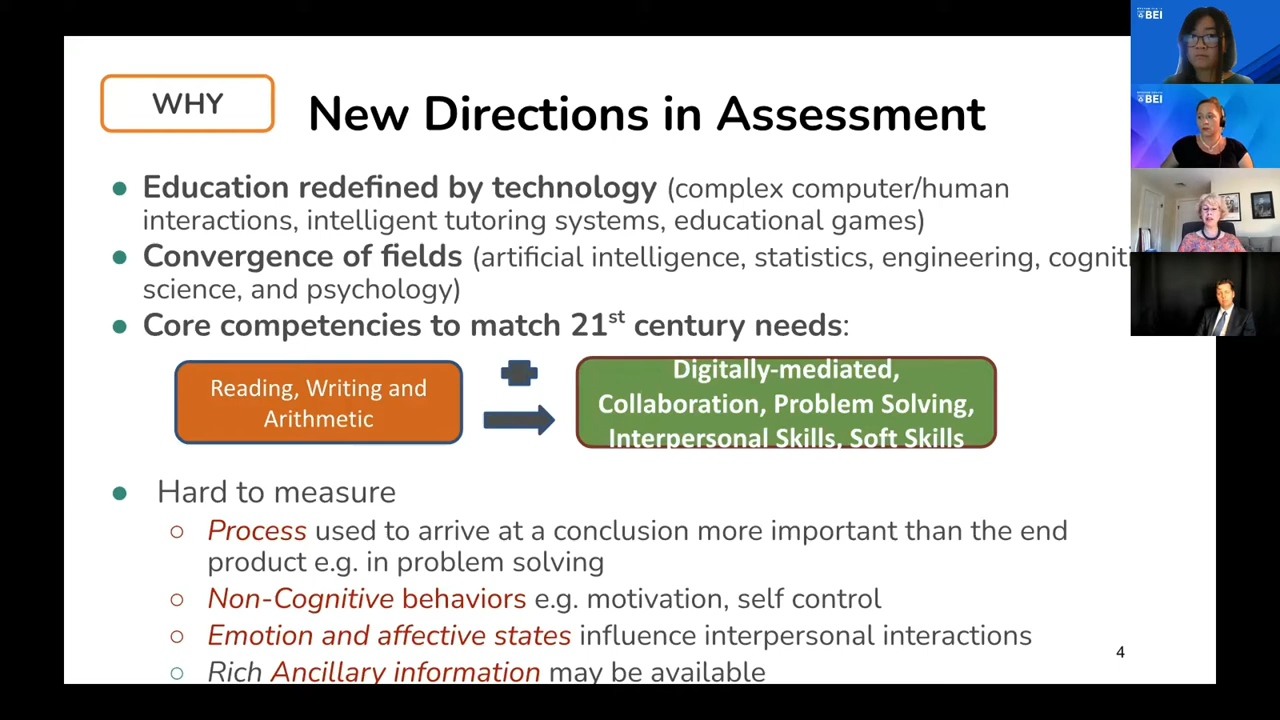 WHY
New Directions in Assessment
● Education redefined by technology (complex computer/human
interactions, intelligent tutoring systems, educational games)
● Convergence of fields (artificial intelligence, statistics, engineering, cogniti
science, and psychology)
● Core competencies to match 21st century needs:
Reading, Writing and
Arithmetic
Digitally-mediated,
Collaboration, Problem Solving,
Interpersonal Skills, Soft Skills
● Hard to measure
○ Process used to arrive at a conclusion more important than the end
product e.g. in problem solving
○ Non-Cognitive behaviors e.g. motivation, self control
○ Emotion and affective states influence interpersonal interactions
○ Rich Ancillary information may be available
4
BEI
BEI